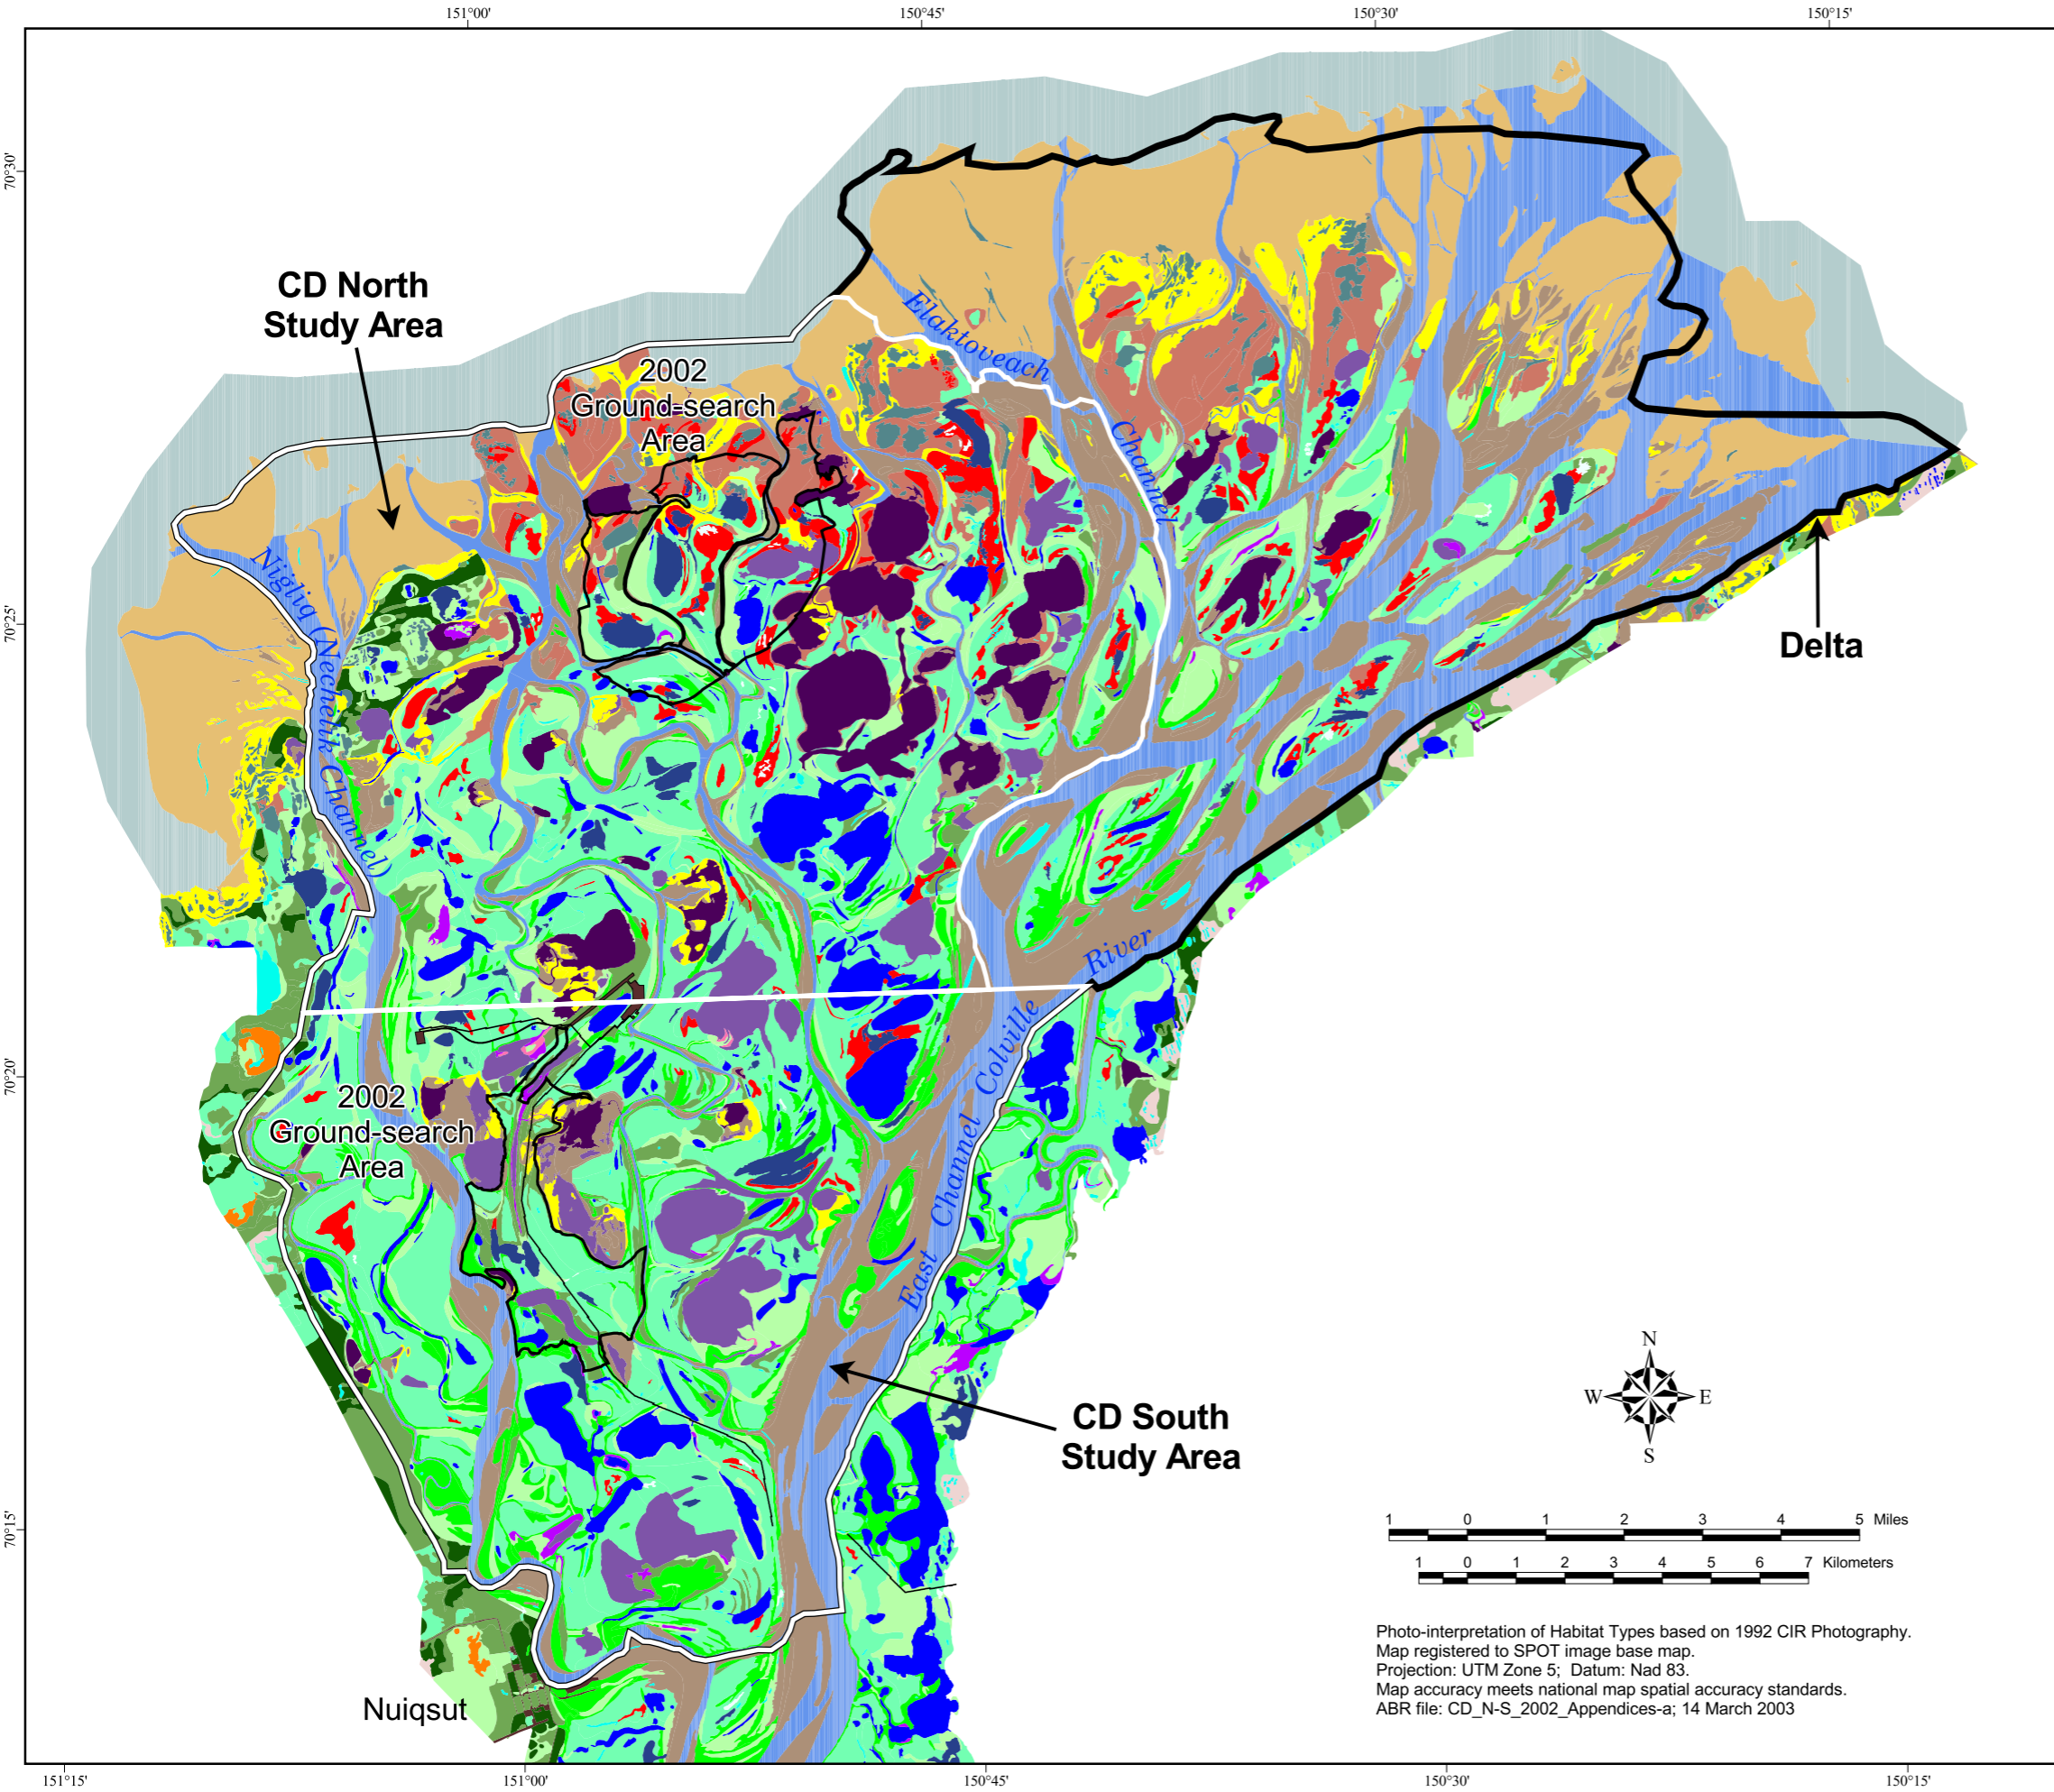 151°00'
150°45'
150°30'
150°15'
70°30'
70°25'
70°20'
70°15'
CD North
Study Area
2002
Ground-search
Area
Elaktoveach
Channel
Nigliq (Nechelik Channel)
Delta
River
Colville
Channel
East
2002
Ground-search
Area
CD South
Study Area
Nuiqsut
N
W
E
S
1 0 1 2 3 4 5 Miles
1 0 1 2 3 4 5 6 7 Kilometers
Photo-interpretation of Habitat Types based on 1992 CIR Photography.
Map registered to SPOT image base map.
Projection: UTM Zone 5; Datum: Nad 83.
Map accuracy meets national map spatial accuracy standards.
ABR file: CD_N-S_2002_Appendices-a; 14 March 2003
151°15'
151°00'
150°45'
150°30'
150°15'